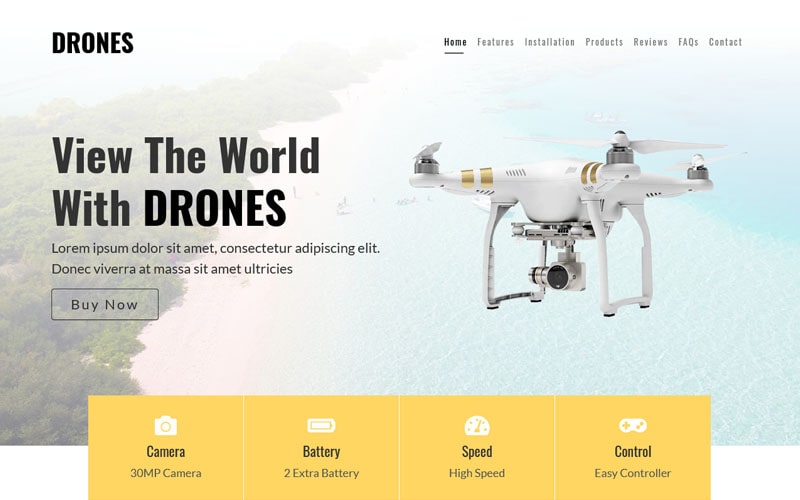 DRONES
Home Features Installation Products Reviews FAQs Contact
View The World
With DRONES
Lorem ipsum dolor sit amet, consectetur adipiscing elit.
Donec viverra at massa sit amet ultricies
Buy Now
Camera
30MP Camera
Battery
2 Extra Battery
Speed
High Speed
Control
Easy Controller